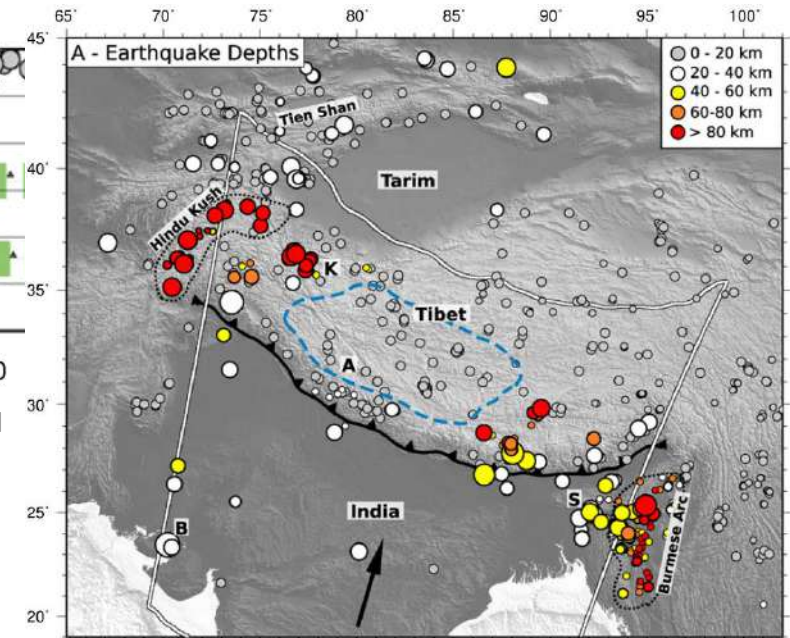 65° 70° 75° 80° 85° 90° 95° 100°
45°
A - Earthquake Depths
0 - 20 km
20 - 40 km
40 - 60 km
60-80 km
> 80 km
Tien Shan
40°
Tarim
Hindu Kush
K
35°
Tibet
A
30°
0
25°
S
India
B
Burmese Arc
20°